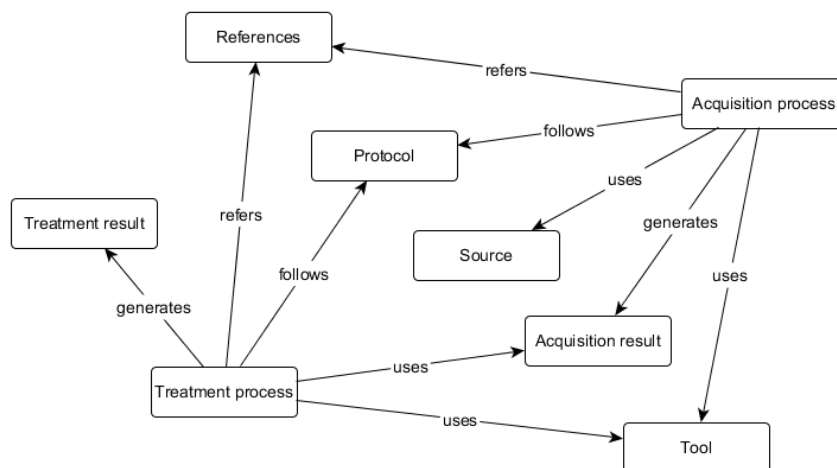 References
refers
Acquisition process
follows
Protocol
uses
Treatment result
refers
generates
Source
follows
uses
generates
Acquisition result
uses
Treatment process
uses
Tool